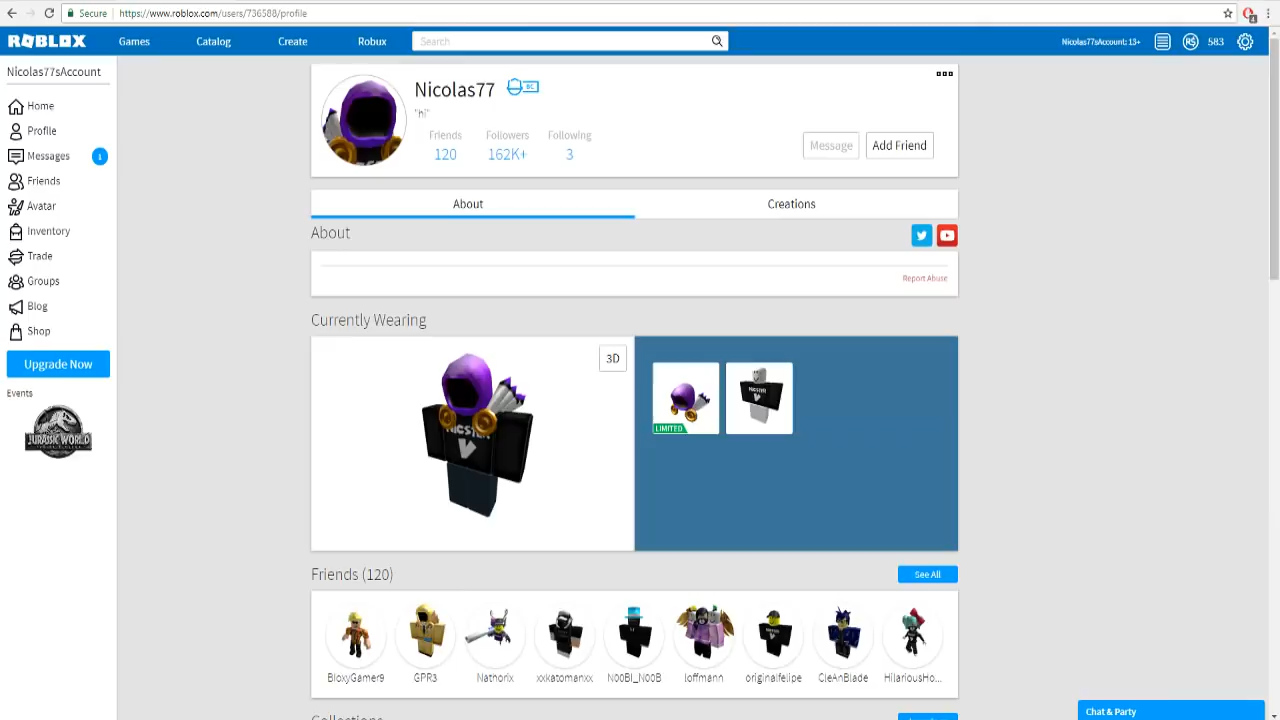 Secure https://www.roblox.com/users/736588/profile
ROBLOX Games Catalog Create Robux Search Nicolas77sAccount: 13+ R$ 583
Nicolas77sAccount
Home
Profile
Messages 1
Friends
Avatar
Inventory
Trade
Groups
Blog
Shop
Upgrade Now
Events
JURASSIC WORLD
Nicolas77 BC
"hi"
Friends Followers Following
120 162K+ 3
Message Add Friend
About Creations
About
Report Abuse
Currently Wearing
3D
LIMITED
Friends (120) See All
BloxyGamer9 GPR3 Nathorix xxkatomanxx N00BI_N00B loffmann originalfelipe CleAnBlade HilariousHo...
Collections
Chat & Party